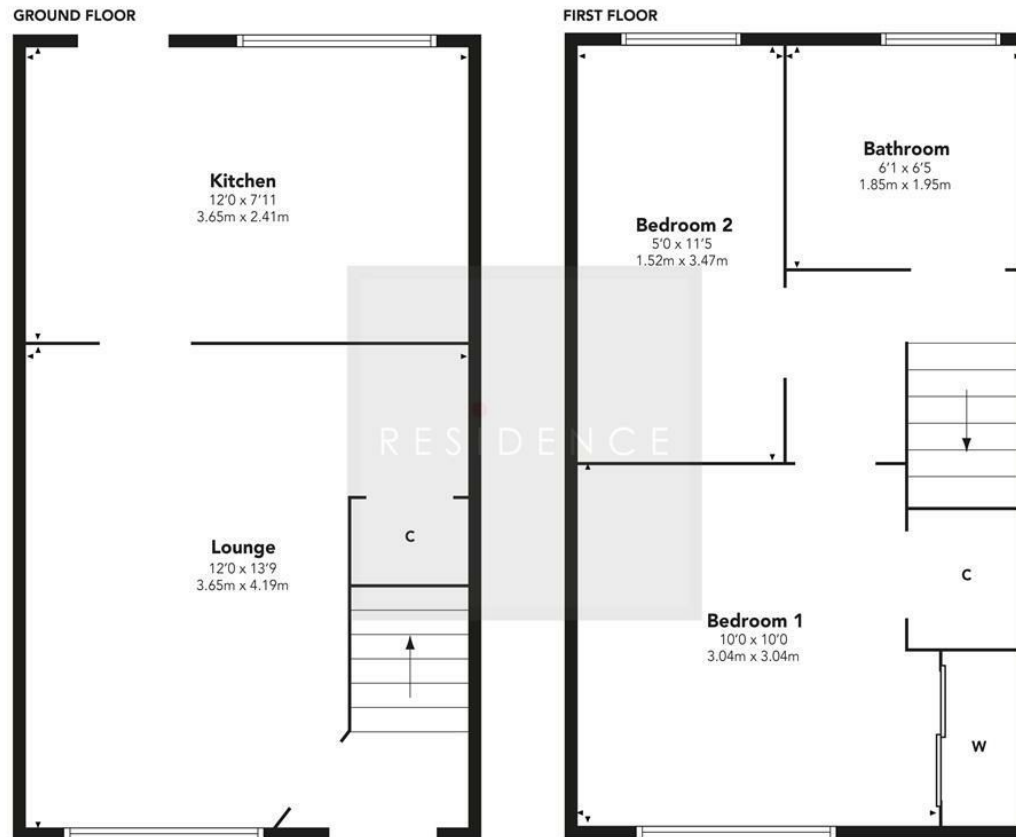 GROUND FLOOR
Kitchen
12'0 x 7'11
3.65m x 2.41m
Lounge
12'0 x 13'9
3.65m x 4.19m
C
FIRST FLOOR
Bedroom 2
5'0 x 11'5
1.52m x 3.47m
Bathroom
6'1 x 6'5
1.85m x 1.95m
Bedroom 1
10'0 x 10'0
3.04m x 3.04m
C
W
RESIDENCE